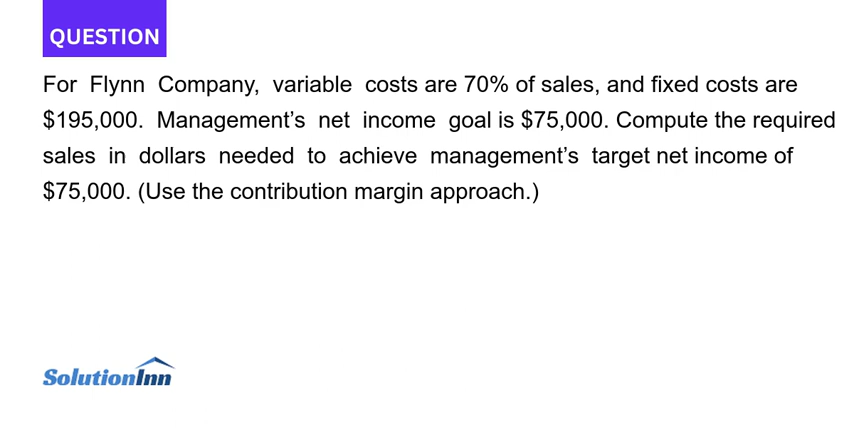 QUESTION
For Flynn Company, variable costs are 70% of sales, and fixed costs are
$195,000. Management’s net income goal is $75,000. Compute the required
sales in dollars needed to achieve management’s target net income of
$75,000. (Use the contribution margin approach.)
SolutionInn